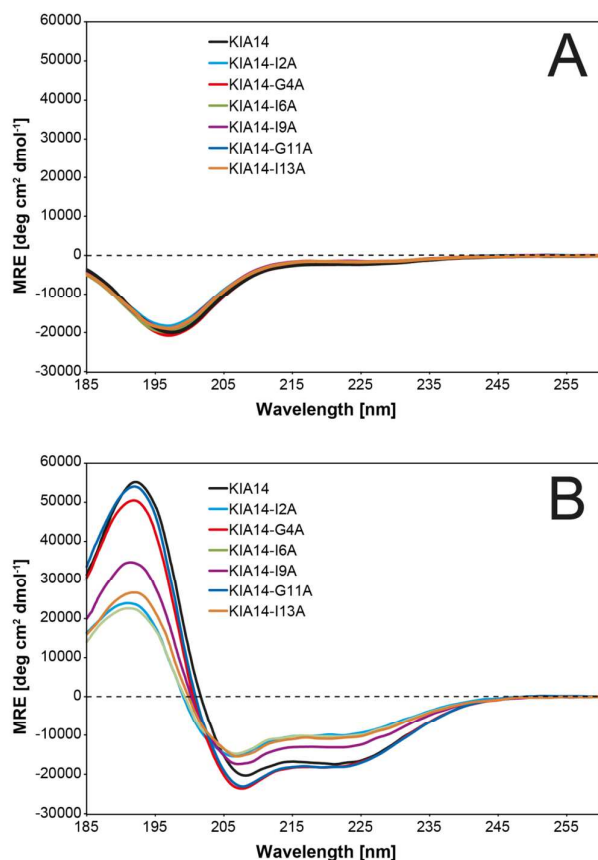 A
60000
50000
40000
30000
20000
10000
0
-10000
-20000
-30000
MRE [deg cm² dmol⁻¹]
KIA14
KIA14-I2A
KIA14-G4A
KIA14-I6A
KIA14-I9A
KIA14-G11A
KIA14-I13A
185 195 205 215 225 235 245 255
Wavelength [nm]
B
60000
50000
40000
30000
20000
10000
0
-10000
-20000
-30000
MRE [deg cm² dmol⁻¹]
KIA14
KIA14-I2A
KIA14-G4A
KIA14-I6A
KIA14-I9A
KIA14-G11A
KIA14-I13A
185 195 205 215 225 235 245 255
Wavelength [nm]